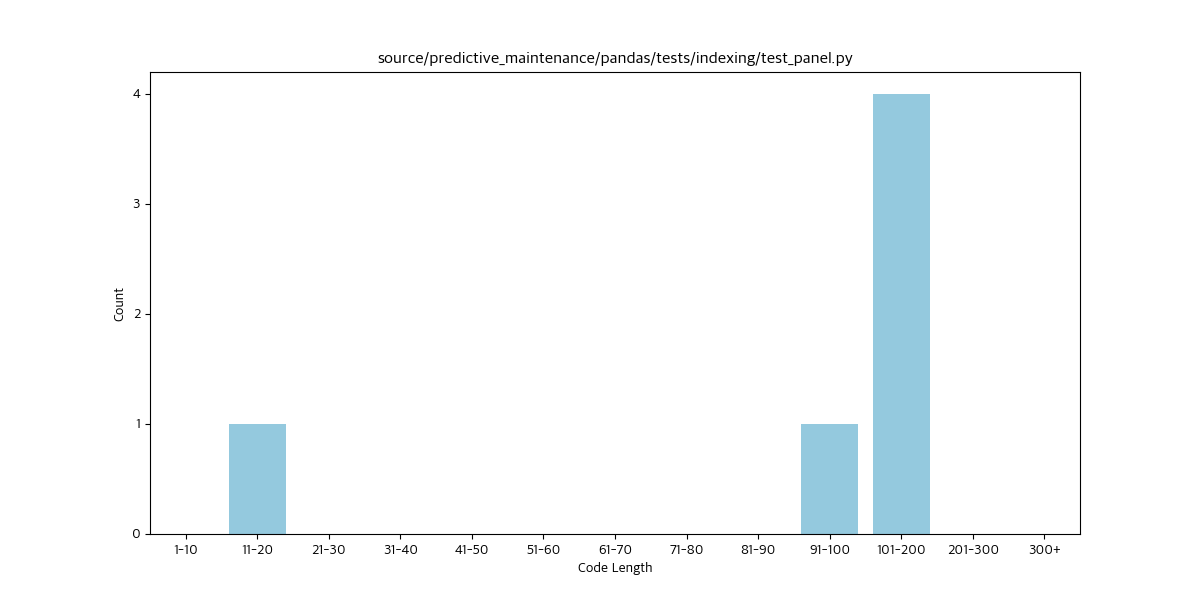 source/predictive_maintenance/pandas/tests/indexing/test_panel.py
4
3
2
1
0
Count
1-10 11-20 21-30 31-40 41-50 51-60 61-70 71-80 81-90 91-100 101-200 201-300 300+
Code Length